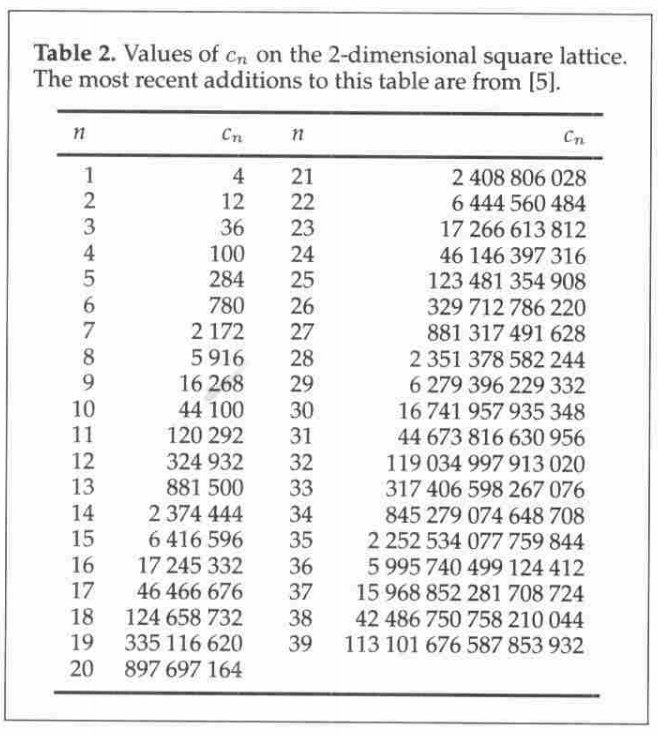 Table 2. Values of cn on the 2-dimensional square lattice.
The most recent additions to this table are from [5].
n cn n cn
1 4 21 2 408 806 028
2 12 22 6 444 560 484
3 36 23 17 266 613 812
4 100 24 46 146 397 316
5 284 25 123 481 354 908
6 780 26 329 712 786 220
7 2 172 27 881 317 491 628
8 5 916 28 2 351 378 582 244
9 16 268 29 6 279 396 229 332
10 44 100 30 16 741 957 935 348
11 120 292 31 44 673 816 630 956
12 324 932 32 119 034 997 913 020
13 881 500 33 317 406 598 267 076
14 2 374 444 34 845 279 074 648 708
15 6 416 596 35 2 252 534 077 759 844
16 17 245 332 36 5 995 740 499 124 412
17 46 466 676 37 15 968 852 281 708 724
18 124 658 732 38 42 486 750 758 210 044
19 335 116 620 39 113 101 676 587 853 932
20 897 697 164